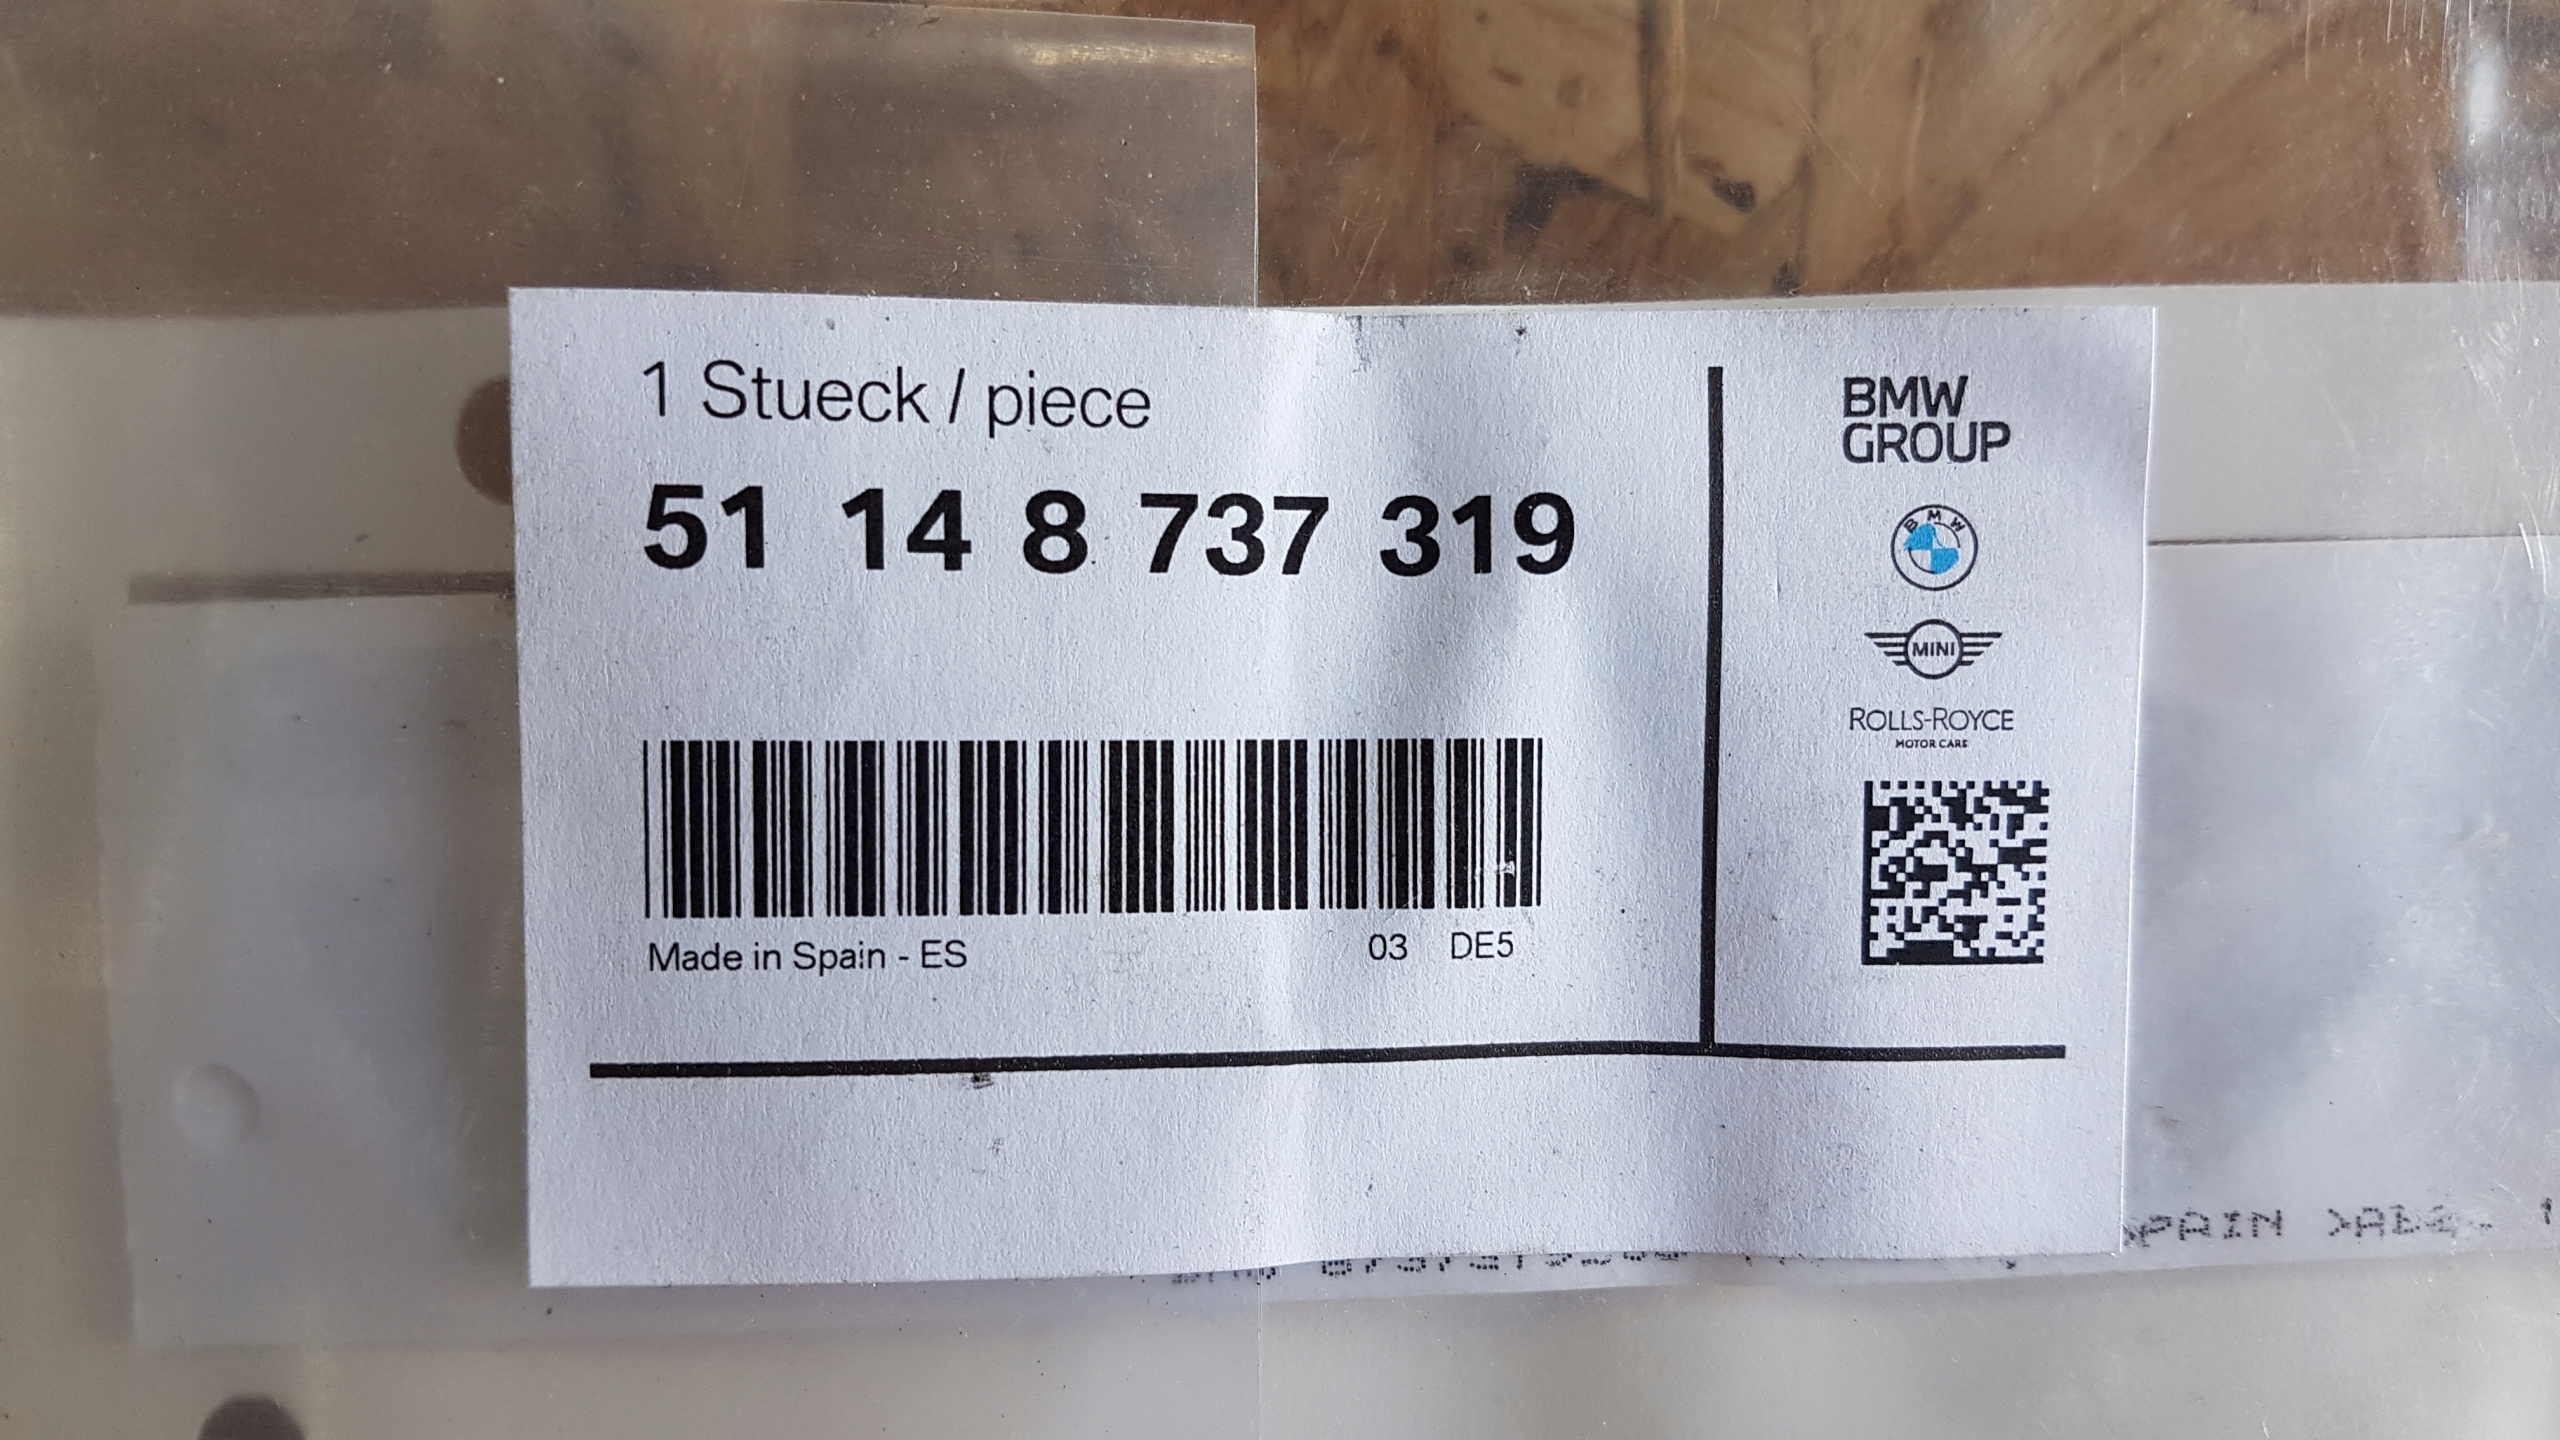 1 Stueck / piece
51 14 8 737 319
Made in Spain - ES
03 DE5
BMW
GROUP
BMW
MINI
ROLLS-ROYCE
MOTOR CARS